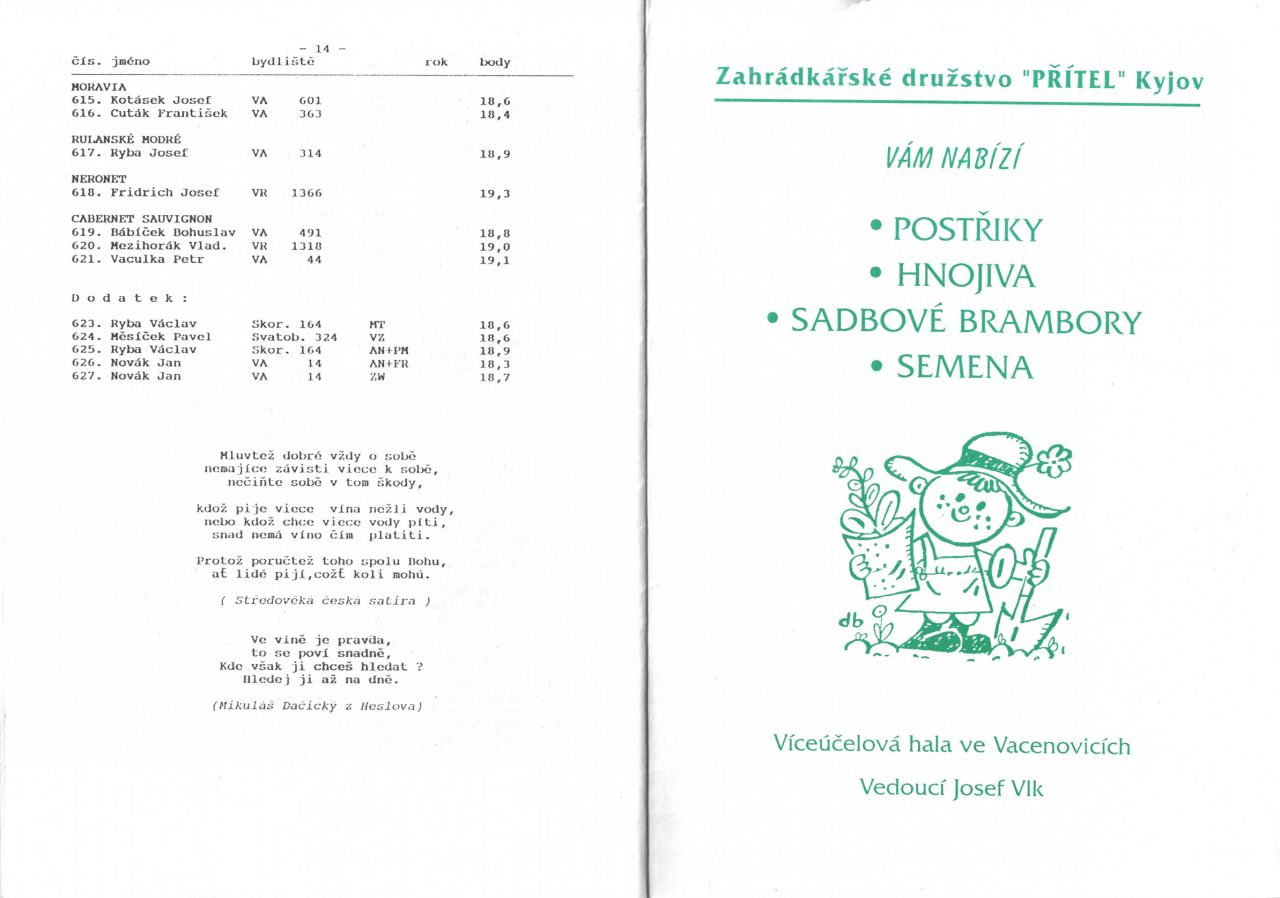 - 14 -
čís. jméno bydliště rok body
MORAVIA
615. Kotásek Josef VA 601 18,6
616. Cuták František VA 363 18,4
RULANSKÉ MODRÉ
617. Ryba Josef VA 314 18,9
NERONET
618. Fridrich Josef VR 1366 19,3
CABERNET SAUVIGNON
619. Bábíček Bohuslav VA 491 18,8
620. Mezihorák Vlad. VR 1318 19,0
621. Vaculka Petr VA 44 19,1
D o d a t e k :
623. Ryba Václav Skor. 164 MT 18,6
624. Měsíček Pavel Svatob. 324 VZ 18,6
625. Ryba Václav Skor. 164 AN+PM 18,9
626. Novák Jan VA 14 AN+FR 18,3
627. Novák Jan VA 14 ZW 18,7
Mluvtež dobré vždy o sobě
nemajíce závisti viece k sobě,
nečiňte sobě v tom škody,
kdož pije viece vína nežli vody,
nebo kdož chce viece vody píti,
snad nemá víno čím platiti.
Protož poručtež toho spolu Bohu,
ať lidé pijí,cožť koli mohú.
( Středověká česká satira )
Ve víně je pravda,
to se poví snadně,
Kde však ji chceš hledat ?
Hledej ji až na dně.
(Mikuláš Dačický z Heslova)
Zahrádkářské družstvo "PŘÍTEL" Kyjov
VÁM NABÍZÍ
• POSTŘIKY
• HNOJIVA
• SADBOVÉ BRAMBORY
• SEMENA
db
Víceúčelová hala ve Vacenovicích
Vedoucí Josef Vlk